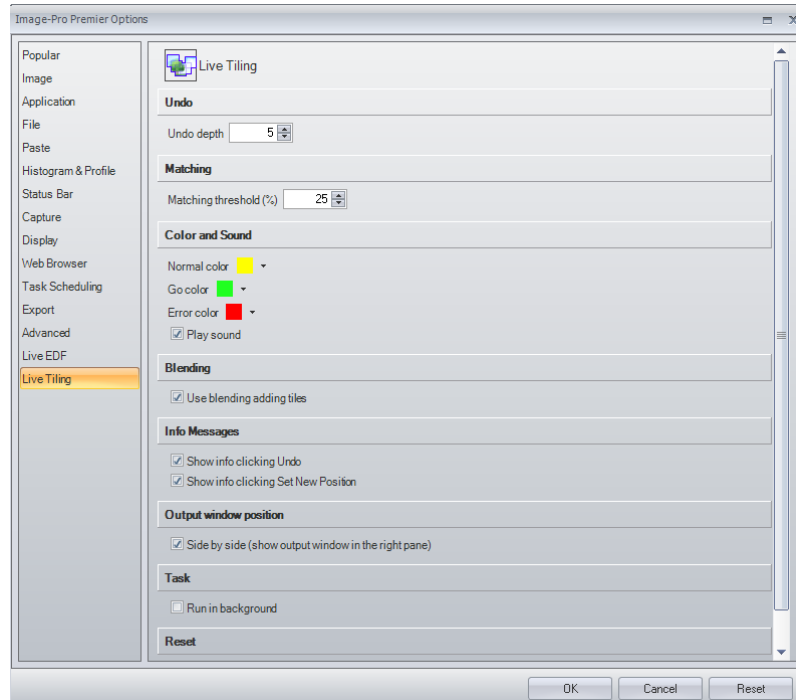 Image-Pro Premier Options
Popular
Image
Application
File
Paste
Histogram & Profile
Status Bar
Capture
Display
Web Browser
Task Scheduling
Export
Advanced
Live EDF
Live Tiling
Live Tiling
Undo
Undo depth 5
Matching
Matching threshold (%) 25
Color and Sound
Normal color
Go color
Error color
Play sound
Blending
Use blending adding tiles
Info Messages
Show info clicking Undo
Show info clicking Set New Position
Output window position
Side by side (show output window in the right pane)
Task
Run in background
Reset
OK Cancel Reset